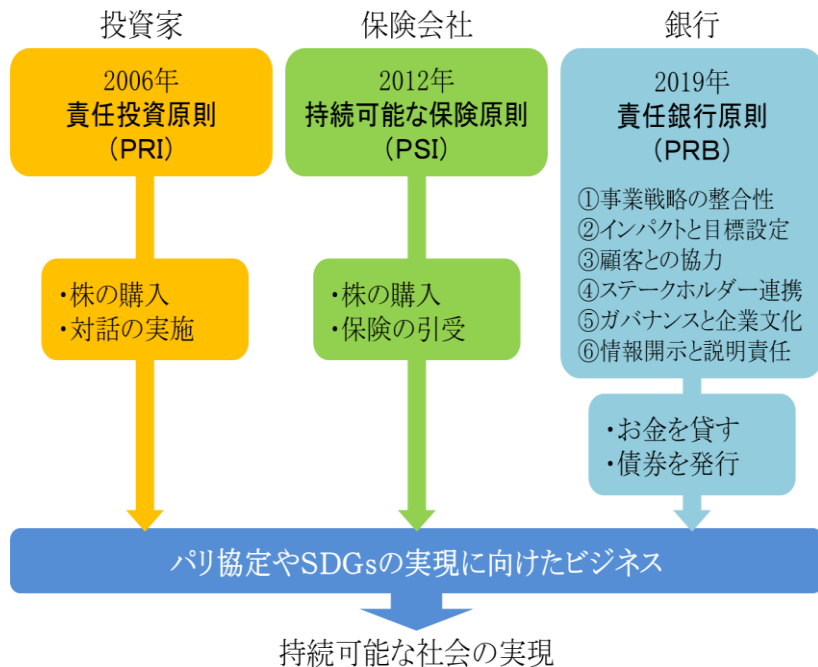 投資家
2006年
責任投資原則
(PRI)
・株の購入
・対話の実施
保険会社
2012年
持続可能な保険原則
(PSI)
・株の購入
・保険の引受
銀行
2019年
責任銀行原則
(PRB)
①事業戦略の整合性
②インパクトと目標設定
③顧客との協力
④ステークホルダー連携
⑤ガバナンスと企業文化
⑥情報開示と説明責任
・お金を貸す
・債券を発行
パリ協定やSDGsの実現に向けたビジネス
持続可能な社会の実現